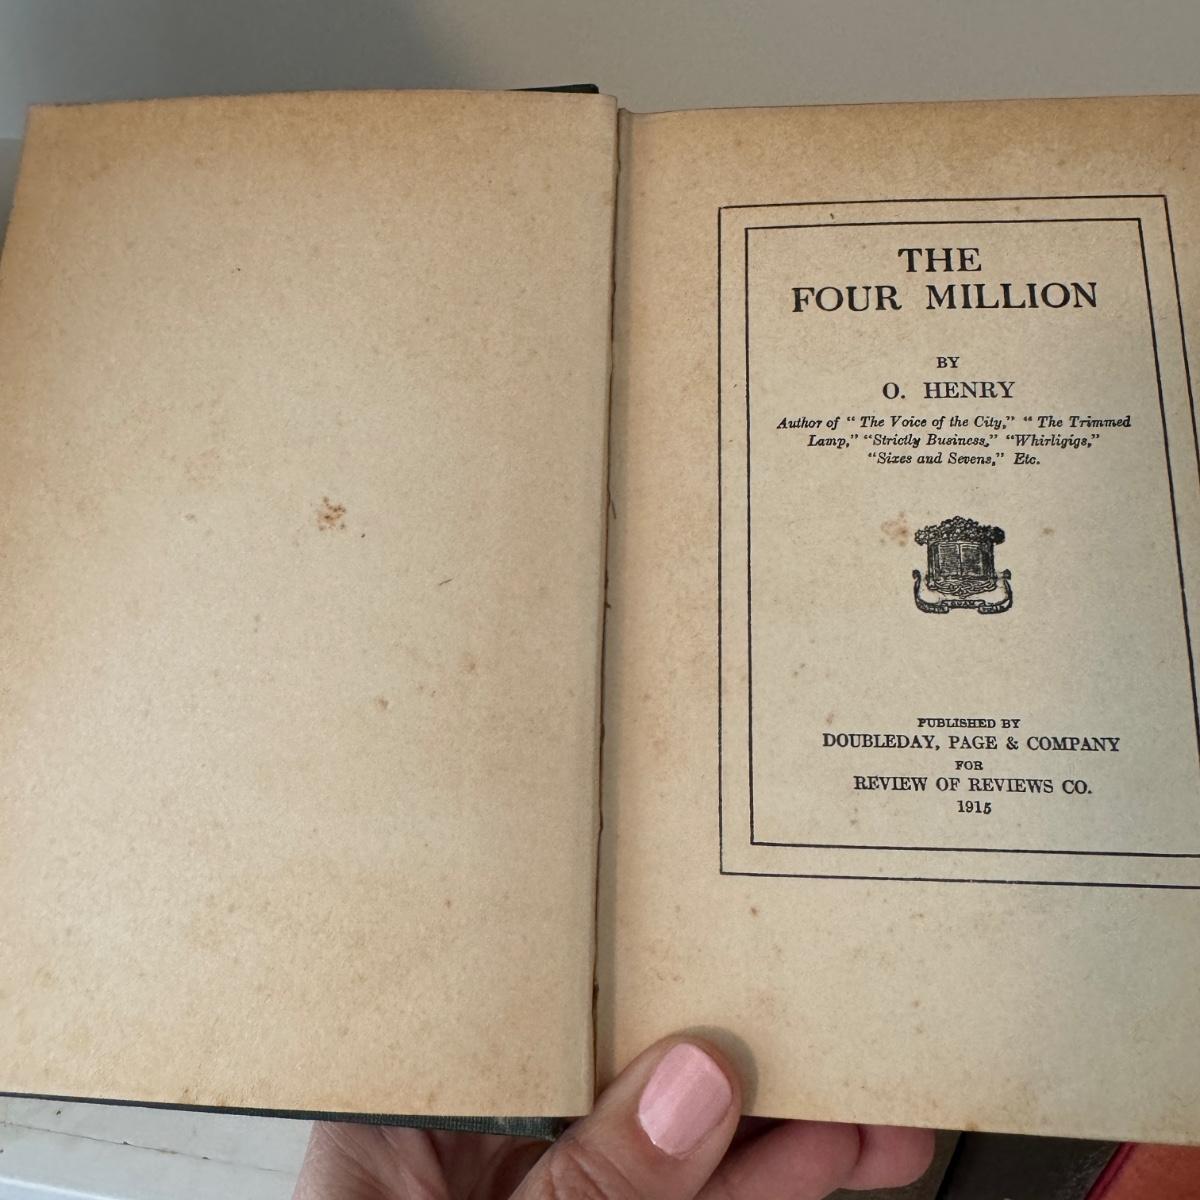 THE
FOUR MILLION
BY
O. HENRY
Author of “ The Voice of the City,” “ The Trimmed
Lamp,” “Strictly Business,” “Whirligigs,”
“Sixes and Sevens,” Etc.
PUBLISHED BY
DOUBLEDAY, PAGE & COMPANY
FOR
REVIEW OF REVIEWS CO.
1915